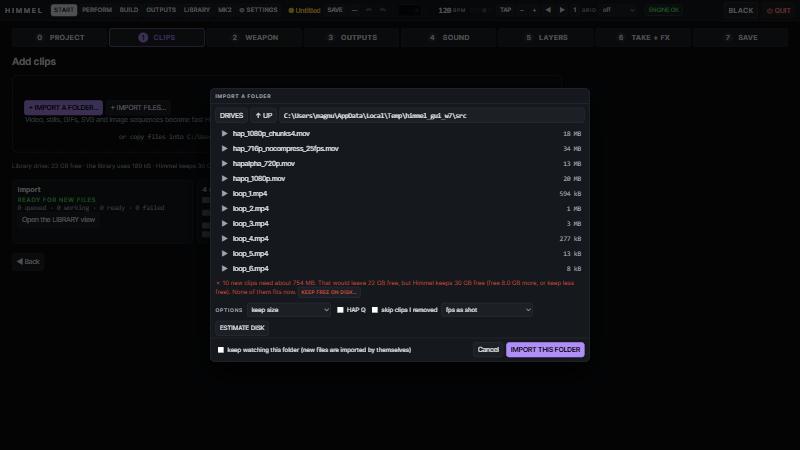 HIMMEL START PERFORM BUILD OUTPUTS LIBRARY MK2 SETTINGS Untitled SAVE 120 BPM TAP − + 1 GRID off ENGINE OK BLACK QUIT
0 PROJECT 1 CLIPS 2 WEAPON 3 OUTPUTS 4 SOUND 5 LAYERS 6 TAKE + FX 7 SAVE
Add clips
+ IMPORT A FOLDER... + IMPORT FILES...
Video, stills, GIFs, SVG and image sequences become fast
or copy files into C:/Use
Library drive: 22 GB free · the library uses 180 kB · Himmel keeps 30 G
Import
READY FOR NEW FILES
0 queued · 0 working · 0 ready · 0 failed
Open the LIBRARY view
4
Back
IMPORT A FOLDER
DRIVES ↑ UP C:\Users\magnu\AppData\Local\Temp\himmel_gui_w7\src
hap_1080p_chunks4.mov 18 MB
hap_716p_nocompress_25fps.mov 34 MB
hapalpha_720p.mov 13 MB
hapq_1080p.mov 20 MB
loop_1.mp4 594 kB
loop_2.mp4 1 MB
loop_3.mp4 3 MB
loop_4.mp4 277 kB
loop_5.mp4 13 kB
loop_6.mp4 8 kB
× 10 new clips need about 754 MB. That would leave 22 GB free, but Himmel keeps 30 GB free (free 8.0 GB more, or keep less
free). None of them fits now. KEEP FREE ON DISK...
OPTIONS keep size HAP Q skip clips I removed fps as shot
ESTIMATE DISK
keep watching this folder (new files are imported by themselves)
Cancel IMPORT THIS FOLDER